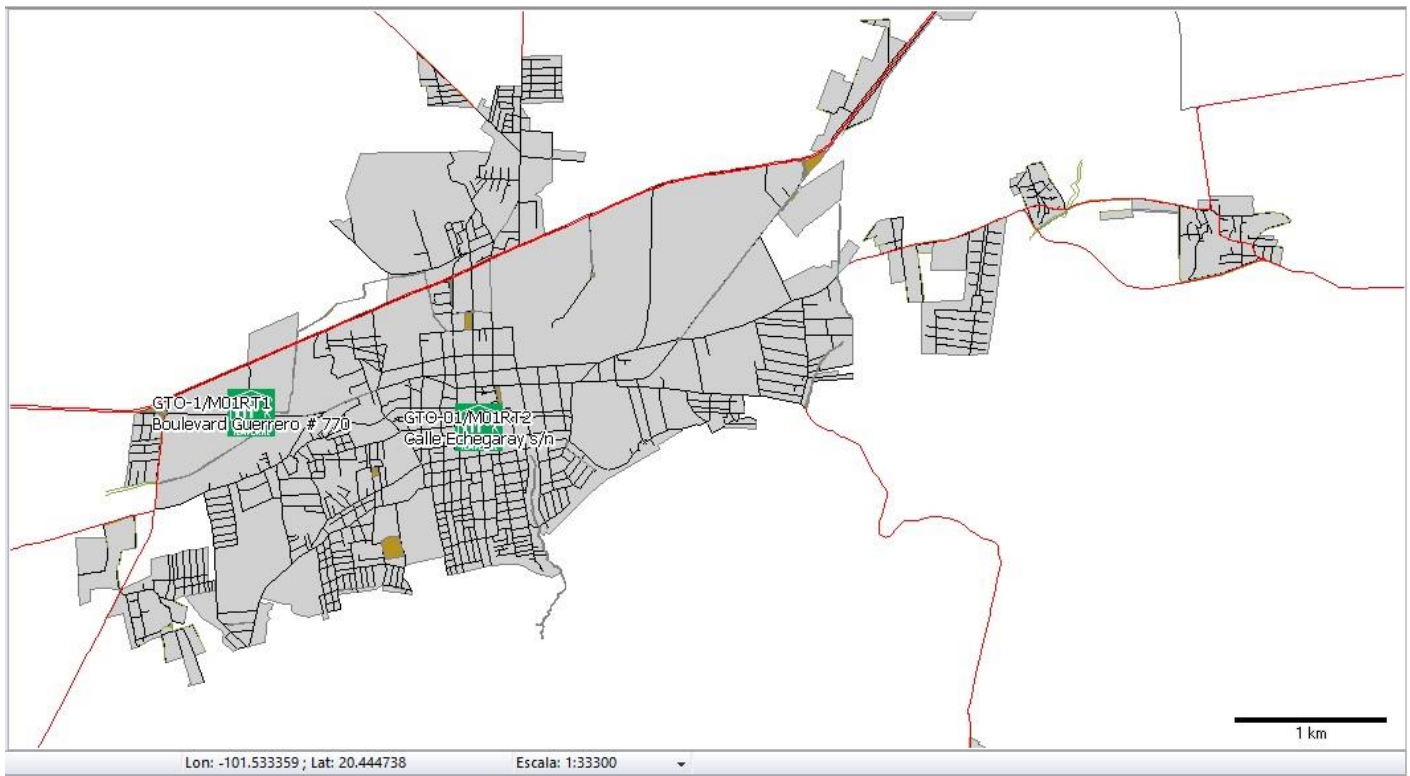 GTO-1/M01RT1
Boulevard Guerrero # 770
GTO-01/M01RT2
Calle Echegaray s/n
1 km
Lon: -101.533359 ; Lat: 20.444738
Escala: 1:33300